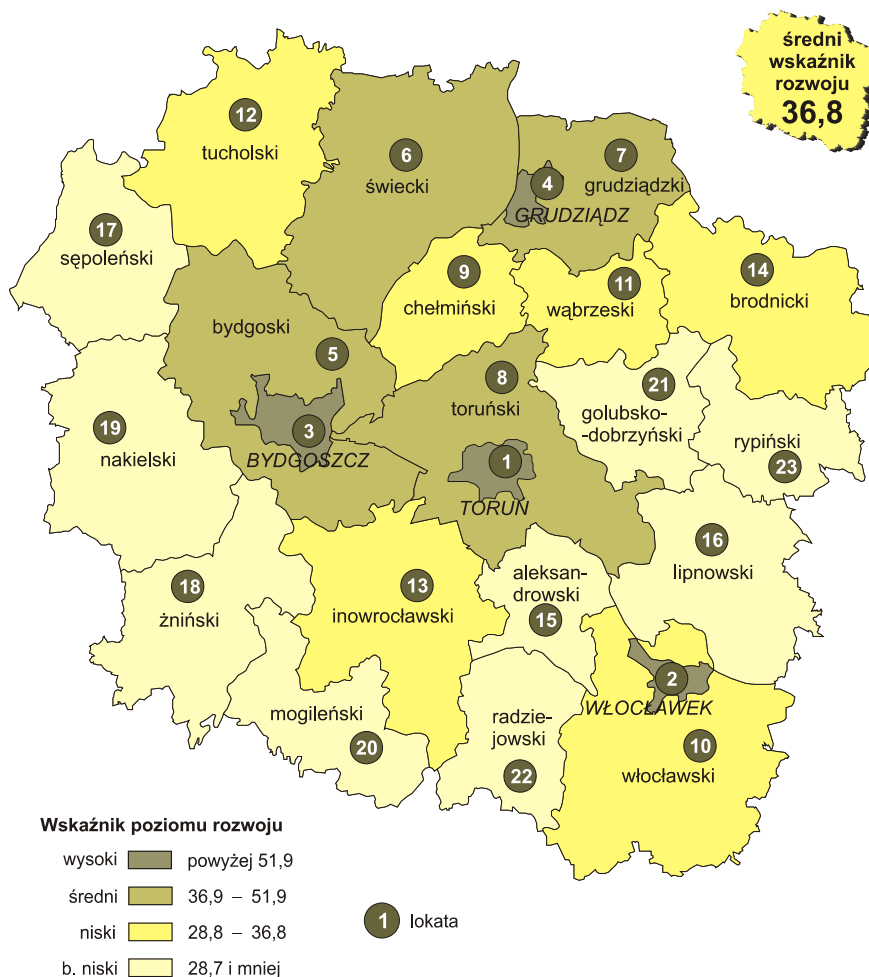 średni
wskaźnik
rozwoju
36,8
12
tucholski
6
świecki
7
grudziądzki
4
GRUDZIĄDZ
17
sępoleński
9
chełmiński
11
wąbrzeski
14
brodnicki
bydgoski
5
8
toruński
21
golubsko-
-dobrzyński
rypiński
23
19
nakielski
3
BYDGOSZCZ
1
TORUŃ
16
lipnowski
18
żniński
13
inowrocławski
aleksan-
drowski
15
2
WŁOCŁAWEK
mogileński
20
radzie-
jowski
22
10
włocławski
Wskaźnik poziomu rozwoju
wysoki powyżej 51,9
średni 36,9 – 51,9
niski 28,8 – 36,8
b. niski 28,7 i mniej
1 lokata